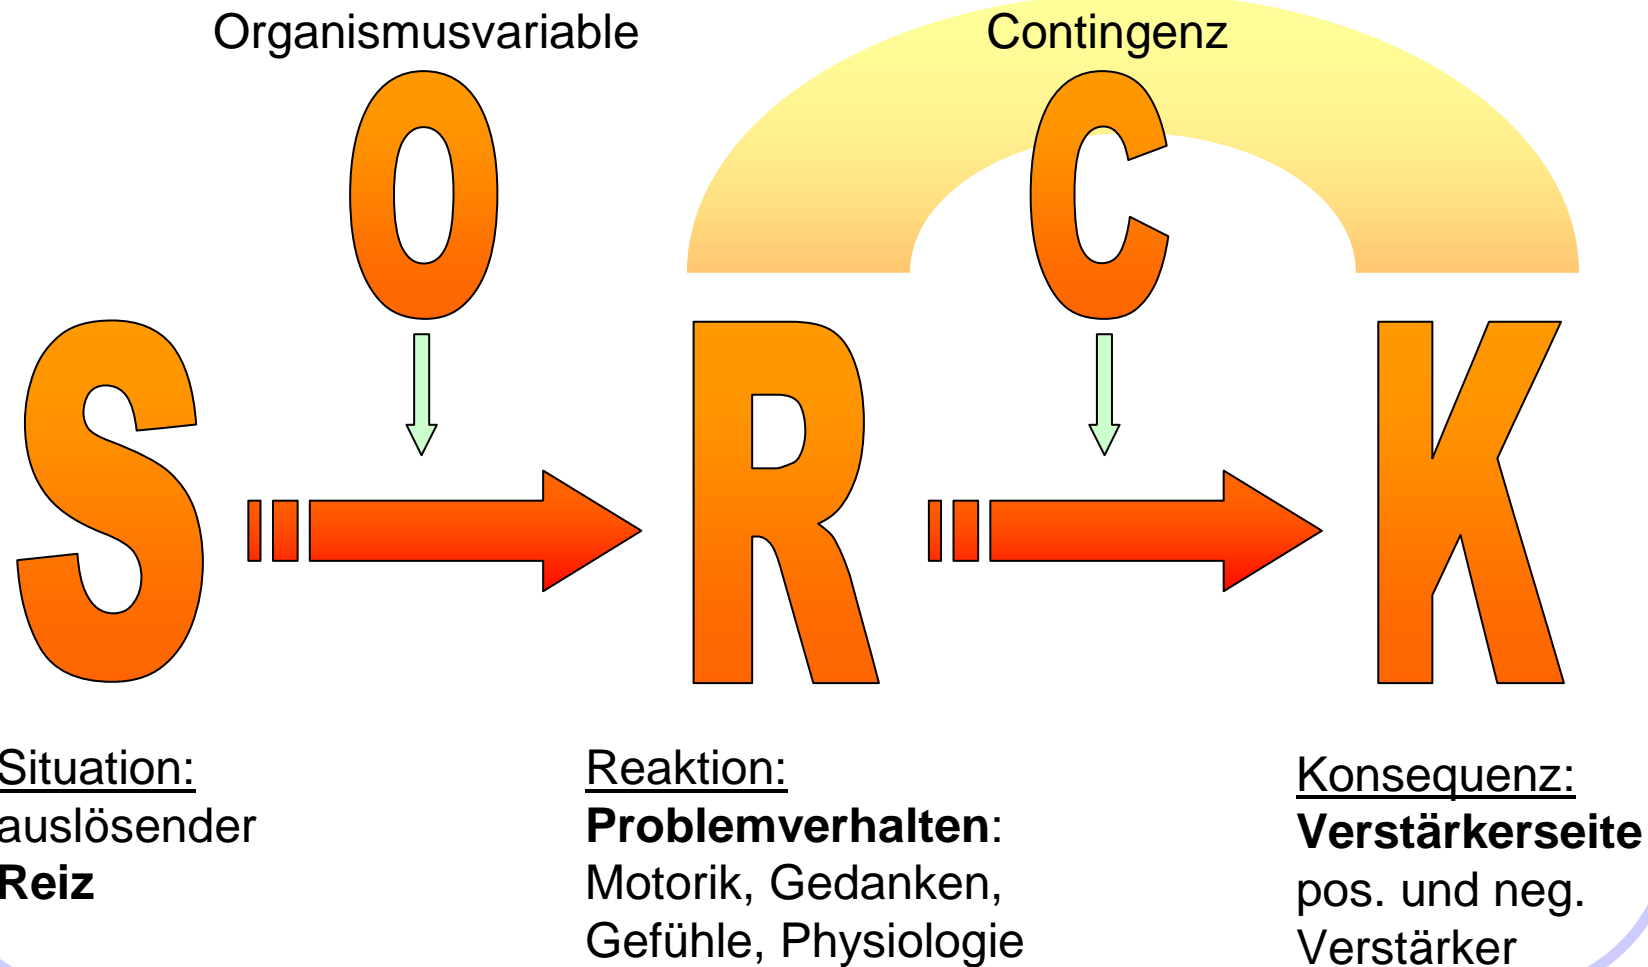 Organismusvariable
Contingenz
O
C
S
R
K
Situation:
auslösender
Reiz
Reaktion:
Problemverhalten:
Motorik, Gedanken,
Gefühle, Physiologie
Konsequenz:
Verstärkerseite
pos. und neg.
Verstärker